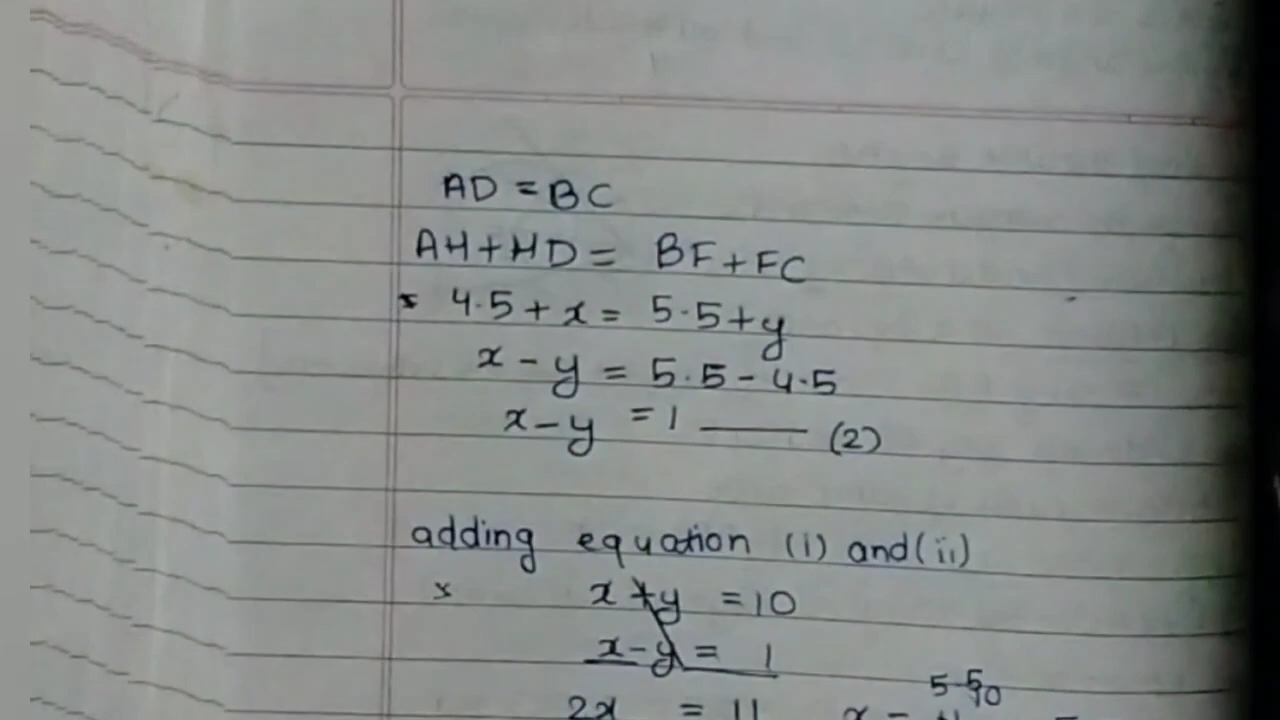 AD = BC
AH+HD = BF+FC
4.5+x = 5.5+y
x-y = 5.5-4.5
x-y = 1 —— (2)
adding equation (i) and (ii)
x+y = 10
x-y = 1
2x = 11 x =